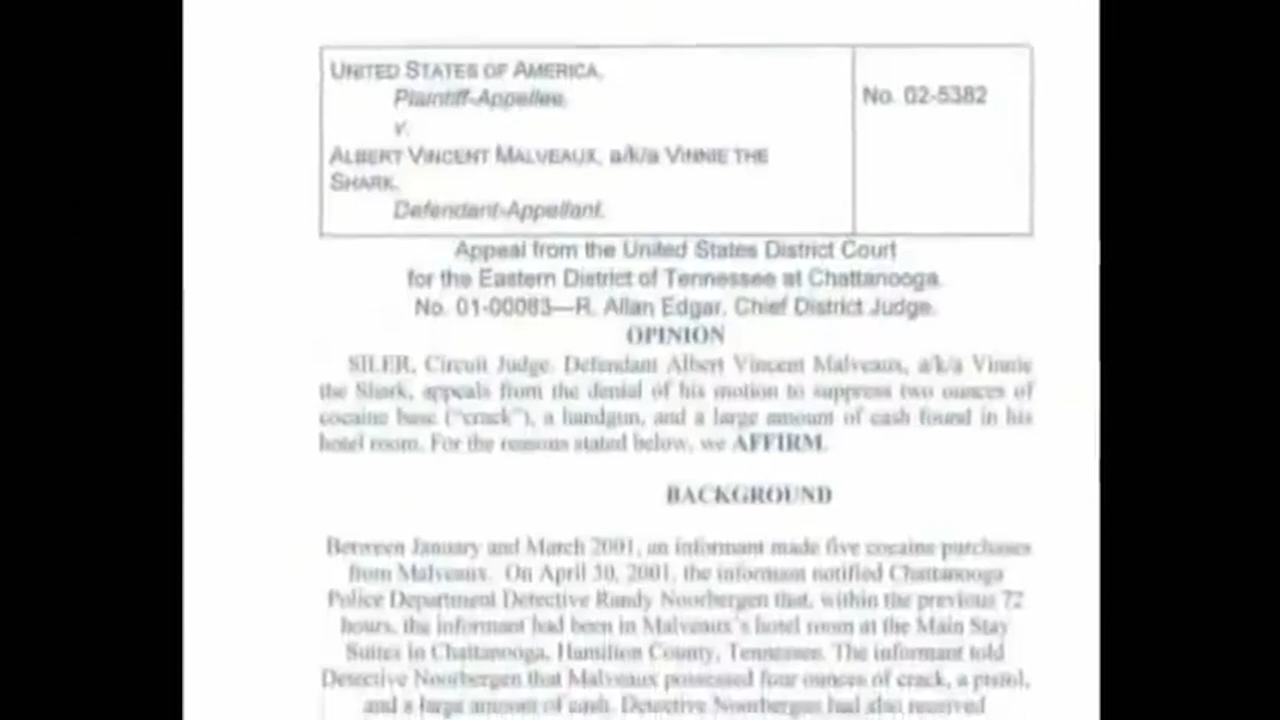 UNITED STATES OF AMERICA,
Plaintiff-Appellee,
v.
No. 02-5382
ALBERT VINCENT MALVEAUX, a/k/a VINNIE THE
SHARK,
Defendant-Appellant.
Appeal from the United States District Court
for the Eastern District of Tennessee at Chattanooga.
No. 01-00083—R. Allan Edgar, Chief District Judge.
OPINION
SILER, Circuit Judge. Defendant Albert Vincent Malveaux, a/k/a Vinnie
the Shark, appeals from the denial of his motion to suppress two ounces of
cocaine base (“crack”), a handgun, and a large amount of cash found in his
hotel room. For the reasons stated below, we AFFIRM.
BACKGROUND
Between January and March 2001, an informant made five cocaine purchases
from Malveaux. On April 30, 2001, the informant notified Chattanooga
Police Department Detective Randy Noorbergen that, within the previous 72
hours, the informant had been in Malveaux's hotel room at the Main Stay
Suites in Chattanooga, Hamilton County, Tennessee. The informant told
Detective Noorbergen that Malveaux possessed four ounces of crack, a pistol,
and a large amount of cash. Detective Noorbergen had also received